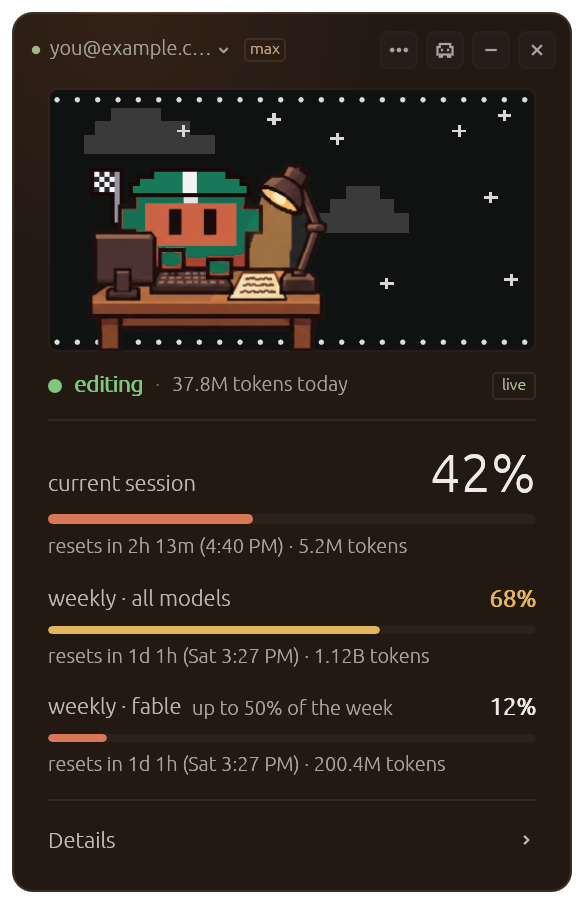 you@example.c… max
editing · 37.8M tokens today live
current session 42%
resets in 2h 13m (4:40 PM) · 5.2M tokens
weekly · all models 68%
resets in 1d 1h (Sat 3:27 PM) · 1.12B tokens
weekly · fable up to 50% of the week 12%
resets in 1d 1h (Sat 3:27 PM) · 200.4M tokens
Details